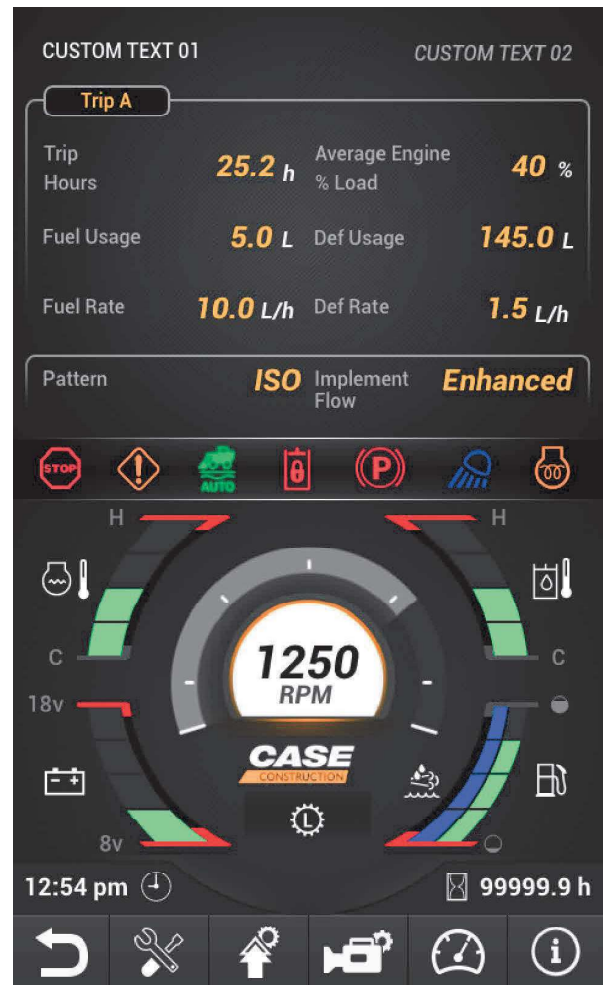 CUSTOM TEXT 01
CUSTOM TEXT 02
Trip A
Trip Hours
25.2 h
Average Engine % Load
40 %
Fuel Usage
5.0 L
Def Usage
145.0 L
Fuel Rate
10.0 L/h
Def Rate
1.5 L/h
Pattern
ISO
Implement Flow
Enhanced
STOP
AUTO
P
H
H
C
C
18v
1250
RPM
CASE
CONSTRUCTION
L
8v
12:54 pm
99999.9 h
i